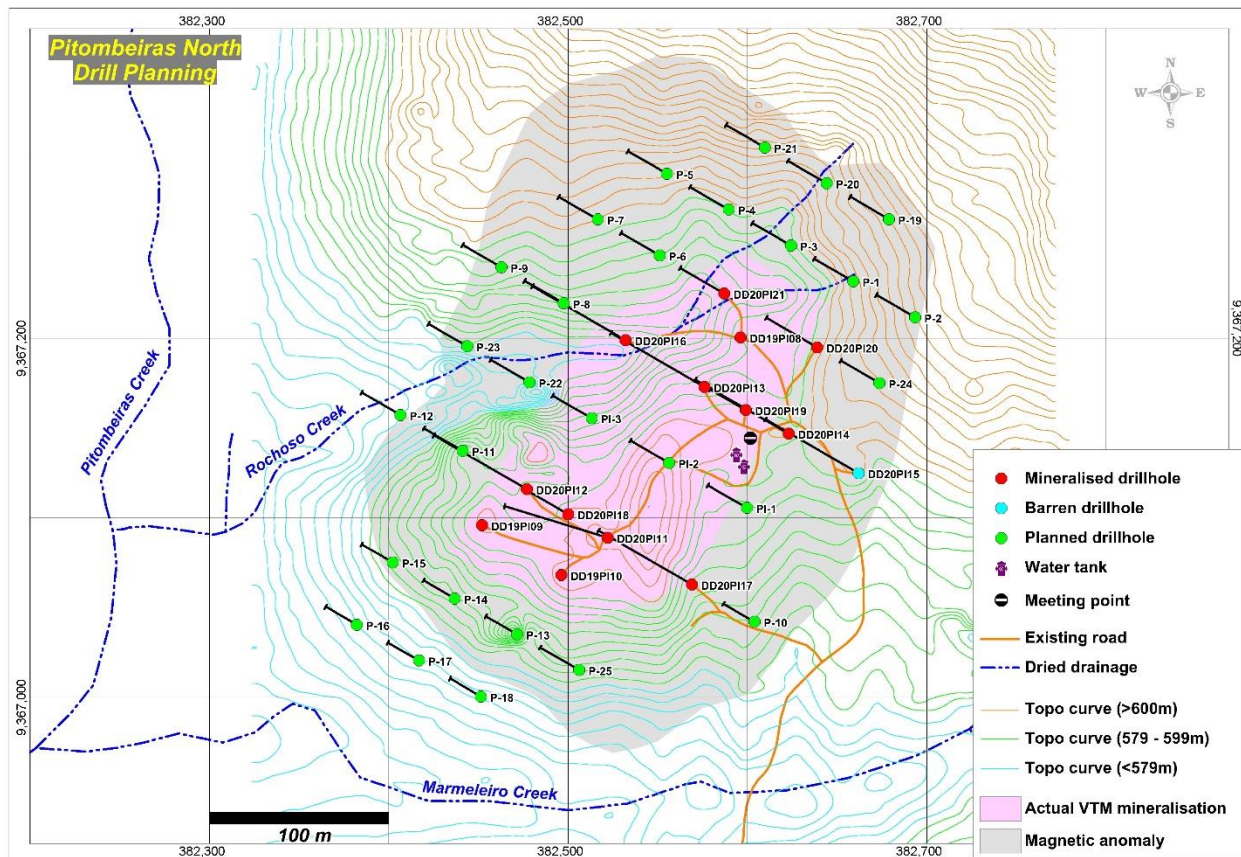 382,300
382,500
382,700
Pitombeiras North
Drill Planning
N
W E
S
P-21
P-5
P-20
P-4
P-19
P-7
P-3
P-6
P-9
P-1
DD20PI21
P-8
P-2
9,367,200
9,367,200
DD20PI16
DD19PI08
P-23
DD20PI20
P-22
P-24
DD20PI13
P-12
PI-3
DD20PI19
DD20PI14
Pitombeiras Creek
Rochoso Creek
P-11
PI-2
DD20PI15
DD20PI12
PI-1
DD20PI18
DD19PI09
DD20PI11
P-15
DD19PI10
DD20PI17
P-14
P-16
P-10
P-13
P-17
P-25
P-18
9,367,000
Marmeleiro Creek
100 m
Mineralised drillhole
Barren drillhole
Planned drillhole
Water tank
Meeting point
Existing road
Dried drainage
Topo curve (>600m)
Topo curve (579 - 599m)
Topo curve (<579m)
Actual VTM mineralisation
Magnetic anomaly
382,300
382,500
382,700